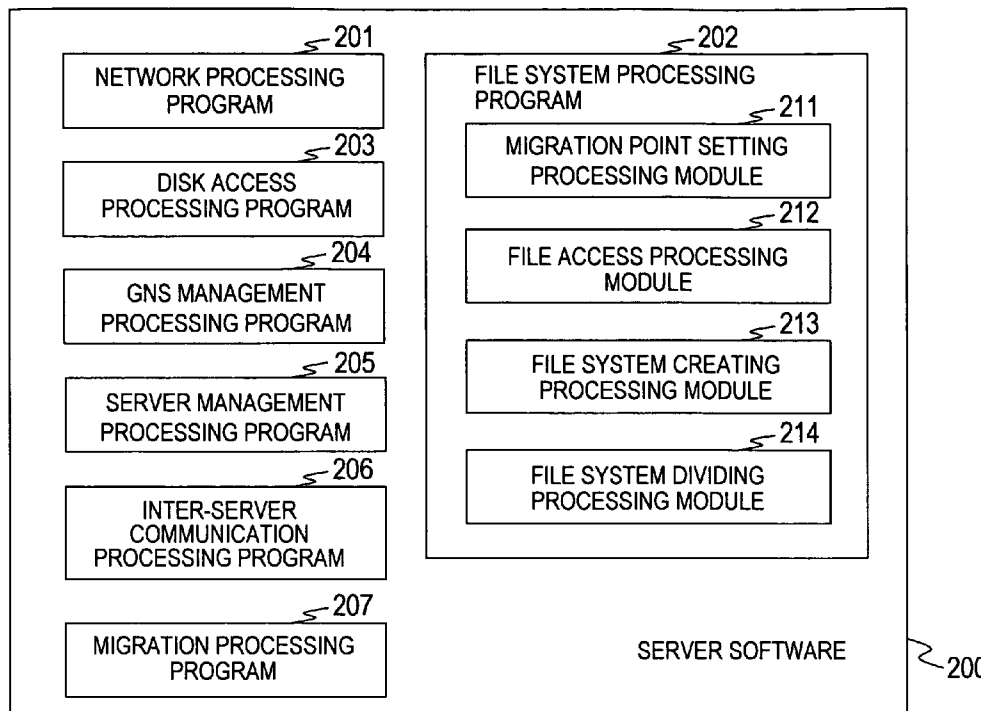 201
NETWORK PROCESSING
PROGRAM
203
DISK ACCESS
PROCESSING PROGRAM
204
GNS MANAGEMENT
PROCESSING PROGRAM
205
SERVER MANAGEMENT
PROCESSING PROGRAM
206
INTER-SERVER
COMMUNICATION
PROCESSING PROGRAM
207
MIGRATION PROCESSING
PROGRAM
202
FILE SYSTEM PROCESSING
PROGRAM
211
MIGRATION POINT SETTING
PROCESSING MODULE
212
FILE ACCESS PROCESSING
MODULE
213
FILE SYSTEM CREATING
PROCESSING MODULE
214
FILE SYSTEM DIVIDING
PROCESSING MODULE
SERVER SOFTWARE
200